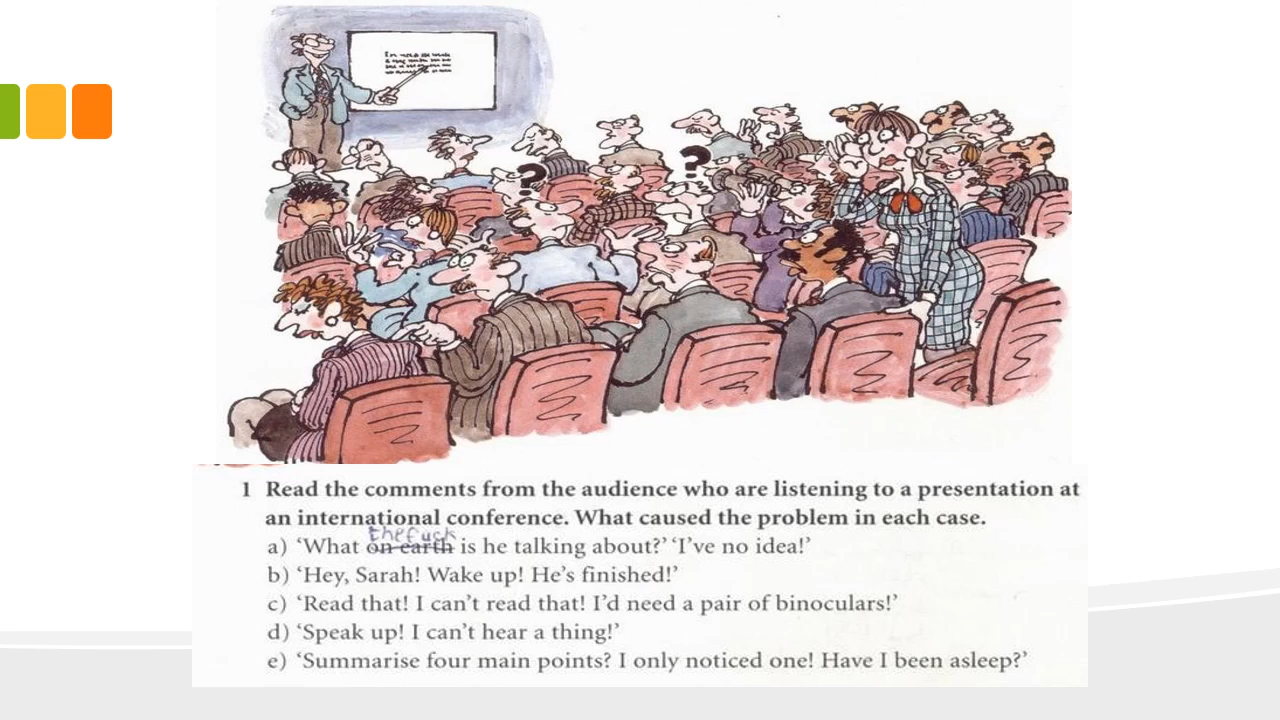 1 Read the comments from the audience who are listening to a presentation at
an international conference. What caused the problem in each case.
the fuck
a) ‘What on earth is he talking about?’ ‘I’ve no idea!’
b) ‘Hey, Sarah! Wake up! He’s finished!’
c) ‘Read that! I can’t read that! I’d need a pair of binoculars!’
d) ‘Speak up! I can’t hear a thing!’
e) ‘Summarise four main points? I only noticed one! Have I been asleep?’
? ?